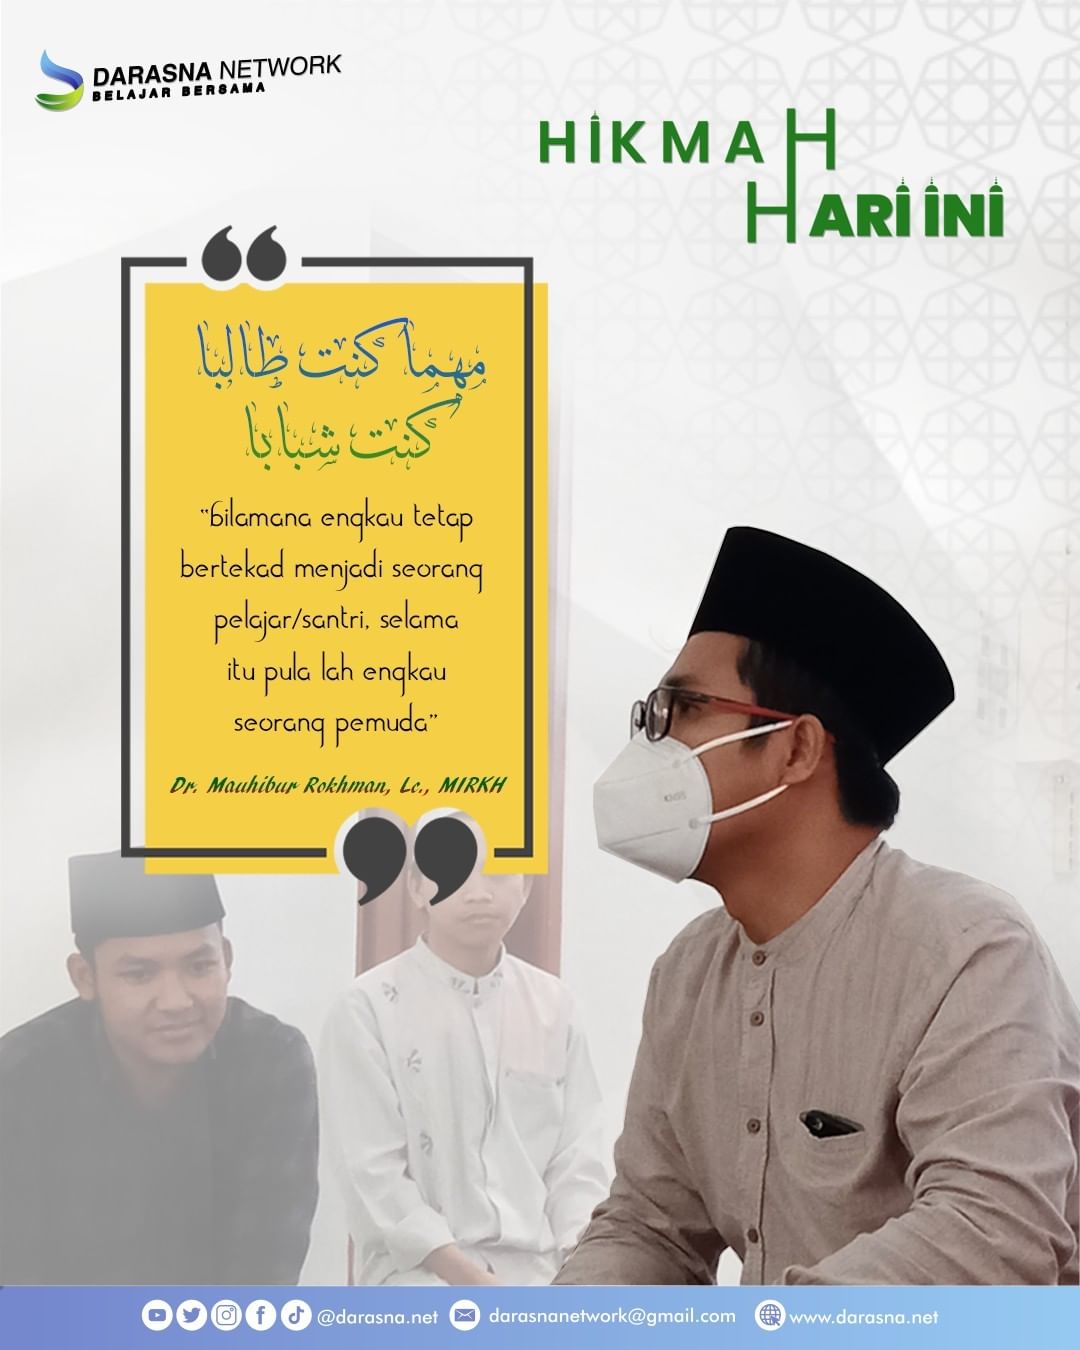 DARASNA NETWORK
BELAJAR BERSAMA
HIKMAH
HARI INI
مهما كنت طالبا
كنت شبابا
"bilamana engkau tetap
bertekad menjadi seorang
pelajar/santri, selama
itu pula lah engkau
seorang pemuda"
Dr. Mauhibur Rokhman, Lc., MIRKH
@darasna.net darasnanetwork@gmail.com www.darasna.net